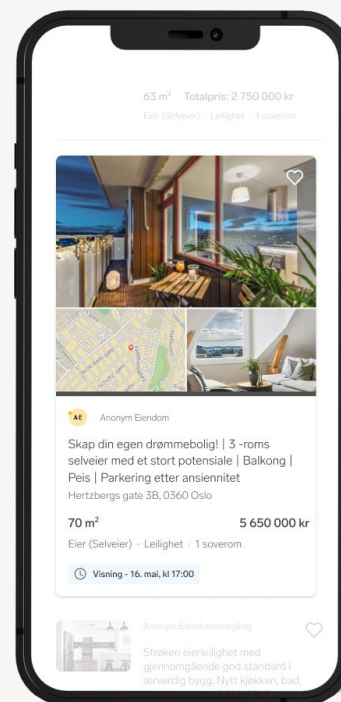 63 m² Totalpris: 2 750 000 kr
Eier (Selveier) · Leilighet · 1 soverom
AE Anonym Eiendom
Skap din egen drømmebolig! | 3 -roms
selveier med et stort potensiale | Balkong |
Peis | Parkering etter ansiennitet
Hertzbergs gate 3B, 0360 Oslo
70 m² 5 650 000 kr
Eier (Selveier) · Leilighet · 1 soverom
Visning - 16. mai, kl 17:00
Anonym Eiendomsmegling
Strøken eierleilighet med
gjennomgående god standard i
ærverdig bygg. Nytt kjøkken, bad,